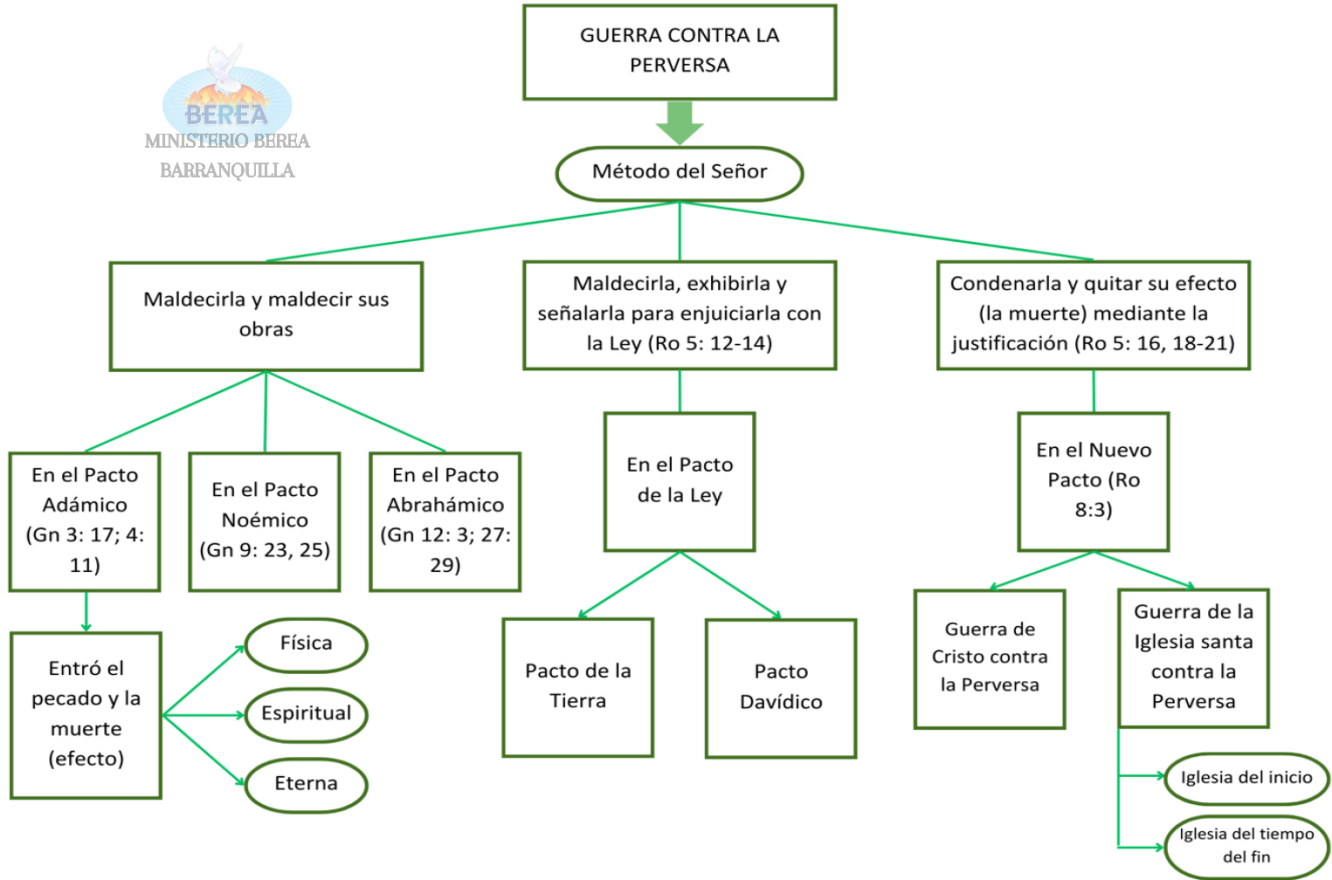 GUERRA CONTRA LA
PERVERSA
BEREA
MINISTERIO BEREA
BARRANQUILLA
Método del Señor
Maldecirla y maldecir sus
obras
Maldecirla, exhibirla y
señalarla para enjuiciarla con
la Ley (Ro 5: 12-14)
Condenarla y quitar su efecto
(la muerte) mediante la
justificación (Ro 5: 16, 18-21)
En el Pacto
Adámico
(Gn 3: 17; 4:
11)
En el Pacto
Noémico
(Gn 9: 23, 25)
En el Pacto
Abrahámico
(Gn 12: 3; 27:
29)
En el Pacto
de la Ley
En el Nuevo
Pacto (Ro
8:3)
Entró el
pecado y la
muerte
(efecto)
Física
Espiritual
Eterna
Pacto de la
Tierra
Pacto
Davídico
Guerra de
Cristo contra
la Perversa
Guerra de la
Iglesia santa
contra la
Perversa
Iglesia del inicio
Iglesia del tiempo
del fin